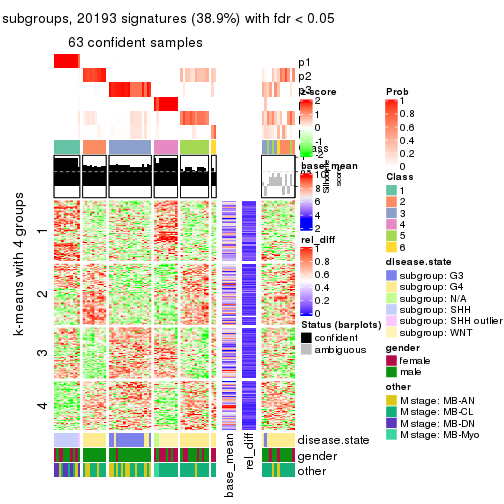 subgroups, 20193 signatures (38.9%) with fdr < 0.05
63 confident samples
p1
p2
p3
z-score
2
1
0
-1
-2
base_mean
10
8
6
4
2
rel_diff
1
0.8
0.6
0.4
0.2
0
Status (barplots)
confident
ambiguous
Silhouette
score
k-means with 4 groups
1
2
3
4
base_mean
rel_diff
disease.state
gender
other
Prob
1
0.8
0.6
0.4
0.2
0
Class
1
2
3
4
5
6
disease.state
subgroup: G3
subgroup: G4
subgroup: N/A
subgroup: SHH
subgroup: SHH outlier
subgroup: WNT
gender
female
male
other
M stage: MB-AN
M stage: MB-CL
M stage: MB-DN
M stage: MB-Myo